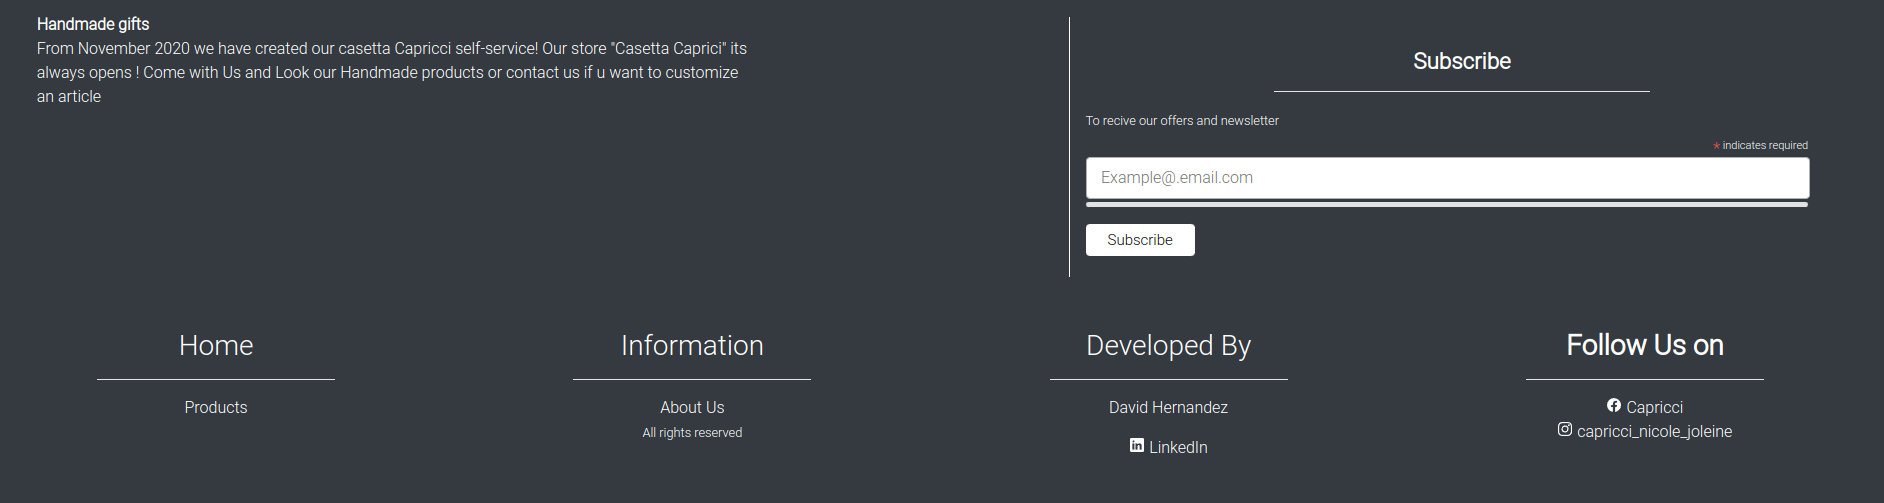 Handmade gifts
From November 2020 we have created our casetta Capricci self-service! Our store "Casetta Caprici" its
always opens ! Come with Us and Look our Handmade products or contact us if u want to customize
an article
Subscribe
To recive our offers and newsletter
* indicates required
Example@.email.com
Subscribe
Home
Products
Information
About Us
All rights reserved
Developed By
David Hernandez
LinkedIn
Follow Us on
Capricci
capricci_nicole_joleine